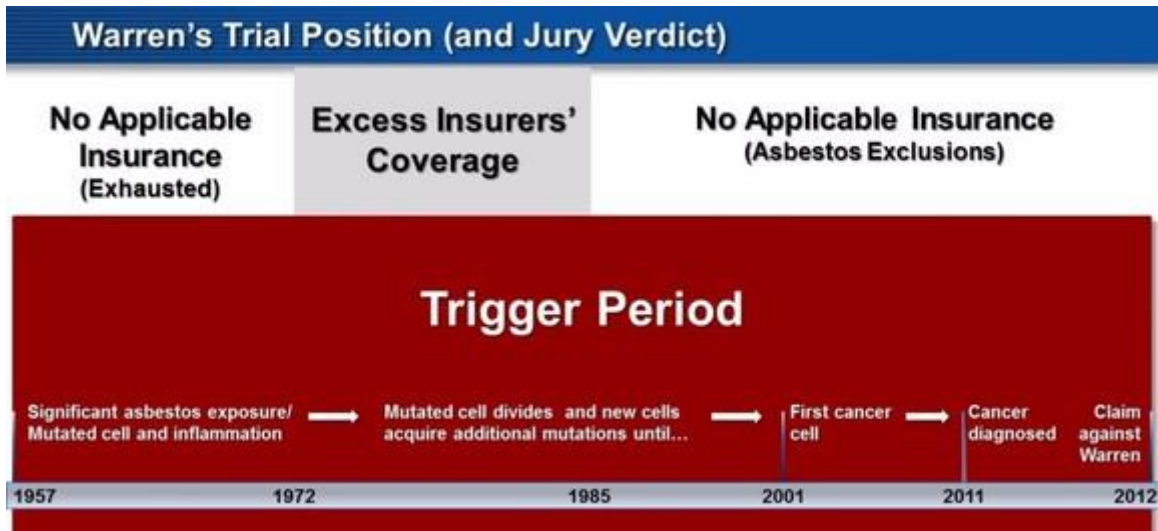 Warren's Trial Position (and Jury Verdict)
No Applicable
Insurance
(Exhausted)
Excess Insurers'
Coverage
No Applicable Insurance
(Asbestos Exclusions)
Trigger Period
Significant asbestos exposure/
Mutated cell and inflammation
Mutated cell divides and new cells
acquire additional mutations until...
First cancer
cell
Cancer
diagnosed
Claim
against
Warren
1957 1972 1985 2001 2011 2012